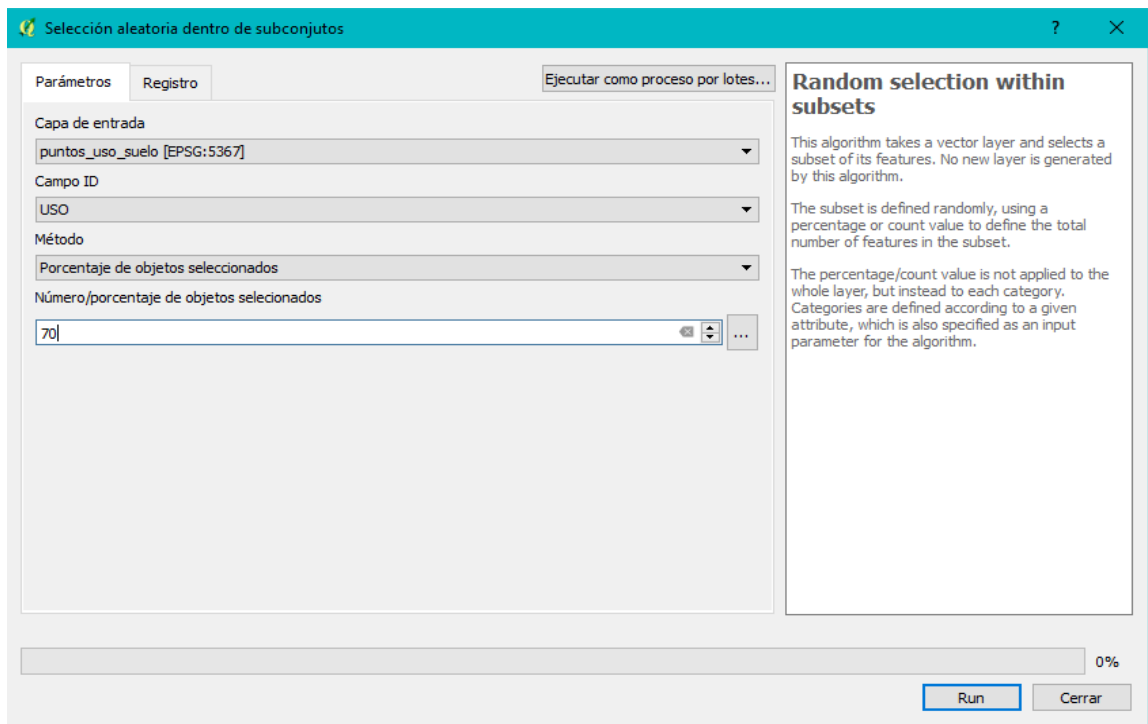 Selección aleatoria dentro de subconjutos
?
Parámetros
Registro
Ejecutar como proceso por lotes...
Capa de entrada
puntos_uso_suelo [EPSG:5367]
Campo ID
USO
Método
Porcentaje de objetos seleccionados
Número/porcentaje de objetos selecionados
70
...
Random selection within
subsets
This algorithm takes a vector layer and selects a
subset of its features. No new layer is generated
by this algorithm.
The subset is defined randomly, using a
percentage or count value to define the total
number of features in the subset.
The percentage/count value is not applied to the
whole layer, but instead to each category.
Categories are defined according to a given
attribute, which is also specified as an input
parameter for the algorithm.
0%
Run
Cerrar